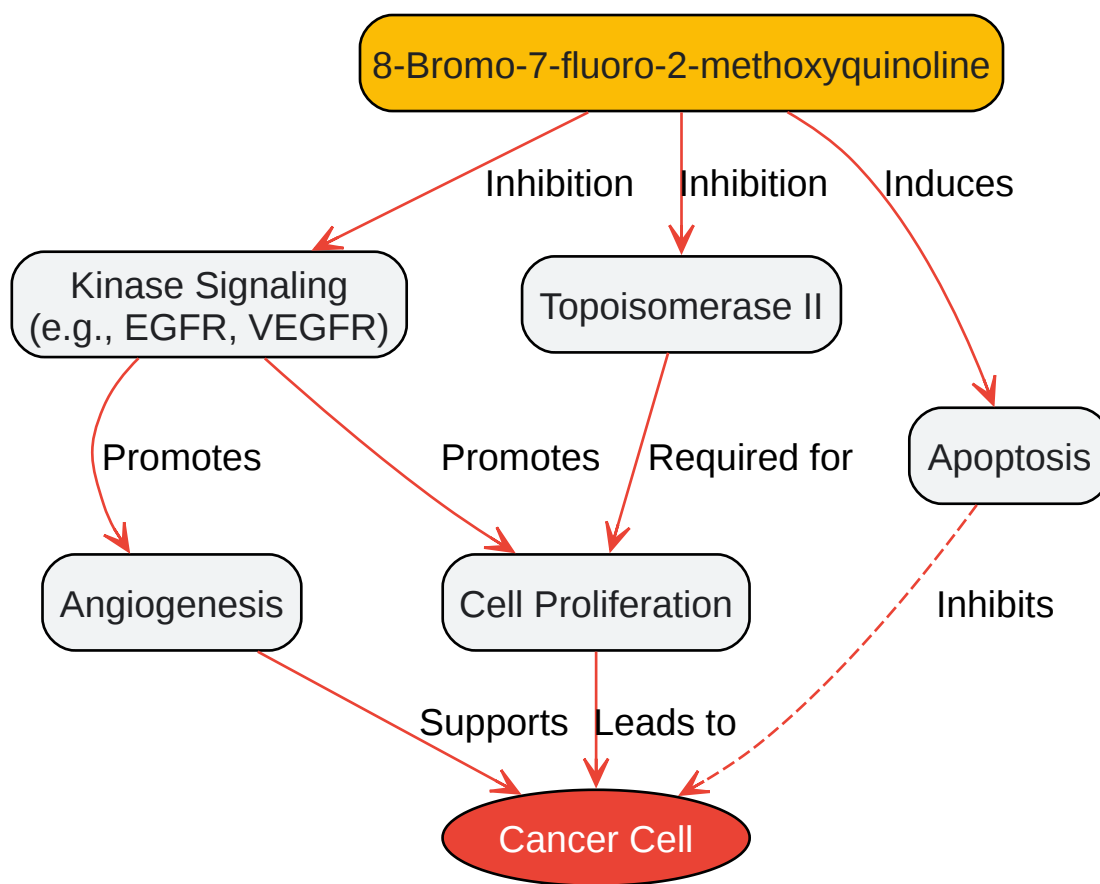 8-Bromo-7-fluoro-2-methoxyquinoline
Inhibition
Inhibition
Induces
Kinase Signaling
(e.g., EGFR, VEGFR)
Topoisomerase II
Promotes
Promotes
Required for
Apoptosis
Angiogenesis
Cell Proliferation
Inhibits
Supports
Leads to
Cancer Cell